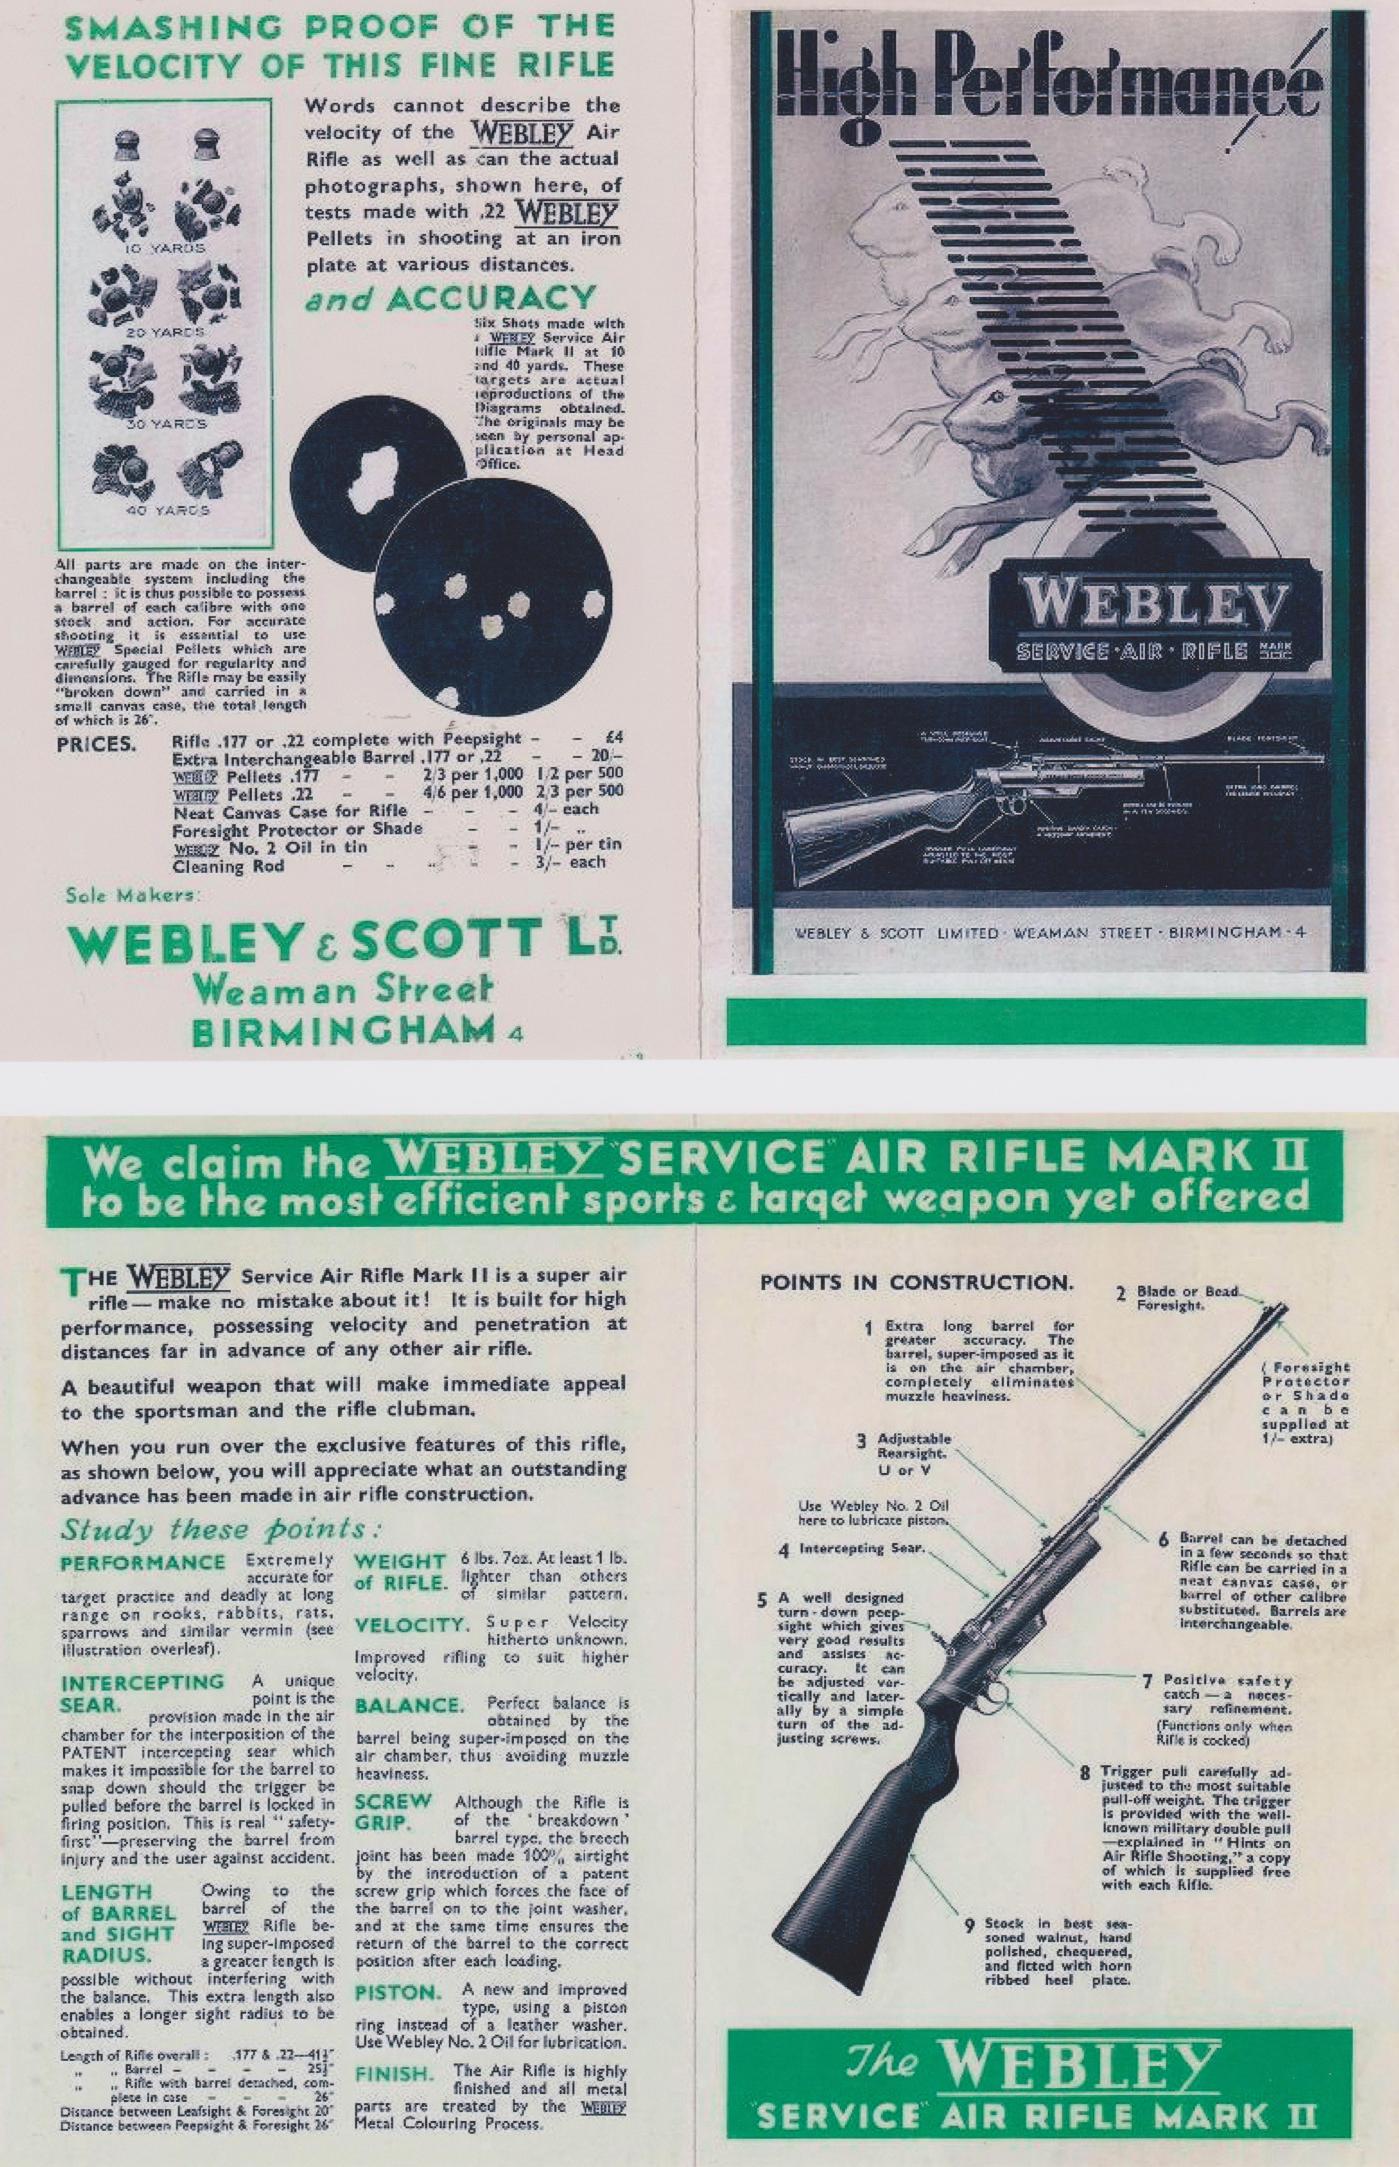 SMASHING PROOF OF THE
VELOCITY OF THIS FINE RIFLE
10 YARDS
20 YARDS
30 YARDS
40 YARDS
Words cannot describe the
velocity of the WEBLEY Air
Rifle as well as can the actual
photographs, shown here, of
tests made with .22 WEBLEY
Pellets in shooting at an iron
plate at various distances.
and ACCURACY
Six Shots made with
a WEBLEY Service Air
Rifle Mark II at 10
and 40 yards. These
targets are actual
reproductions of the
Diagrams obtained.
The originals may be
seen by personal ap-
plication at Head
Office.
All parts are made on the inter-
changeable system including the
barrel : it is thus possible to possess
a barrel of each calibre with one
stock and action. For accurate
shooting it is essential to use
WEBLEY Special Pellets which are
carefully gauged for regularity and
dimensions. The Rifle may be easily
"broken down" and carried in a
small canvas case, the total length
of which is 26".
PRICES.
Rifle .177 or .22 complete with Peepsight - - £4
Extra Interchangeable Barrel .177 or .22 - - 20/-
WEBLEY Pellets .177 - - 2/3 per 1,000 1/2 per 500
WEBLEY Pellets .22 - - 4/6 per 1,000 2/3 per 500
Neat Canvas Case for Rifle - - - 4/- each
Foresight Protector or Shade - - 1/- ,,
WEBLEY No. 2 Oil in tin - - - 1/- per tin
Cleaning Rod - - - - 3/- each
Sole Makers:
WEBLEY & SCOTT LTD.
Weaman Street
BIRMINGHAM 4
High Performance!
WEBLEY
SERVICE · AIR · RIFLE MARK II
A WELL DESIGNED
TURN-DOWN PEEPSIGHT
ADJUSTABLE SIGHT
BLADE FORESIGHT
STOCK IN BEST SEASONED
EXTRA LONG BARREL
FOR GREATER ACCURACY
IN A FEW SECONDS
POSITIVE SAFETY CATCH -
A NECESSARY REFINEMENT
TRIGGER PULL CAREFULLY
ADJUSTED TO THE MOST
SUITABLE PULL-OFF WEIGHT
WEBLEY & SCOTT LIMITED · WEAMAN STREET · BIRMINGHAM · 4
We claim the WEBLEY "SERVICE" AIR RIFLE MARK II
to be the most efficient sports & target weapon yet offered
THE WEBLEY Service Air Rifle Mark II is a super air
rifle — make no mistake about it! It is built for high
performance, possessing velocity and penetration at
distances far in advance of any other air rifle.
A beautiful weapon that will make immediate appeal
to the sportsman and the rifle clubman.
When you run over the exclusive features of this rifle,
as shown below, you will appreciate what an outstanding
advance has been made in air rifle construction.
Study these points :
PERFORMANCE Extremely
accurate for
target practice and deadly at long
range on rooks, rabbits, rats,
sparrows and similar vermin (see
illustration overleaf).
INTERCEPTING SEAR. A unique
point is the
provision made in the air
chamber for the interposition of the
PATENT intercepting sear which
makes it impossible for the barrel to
snap down should the trigger be
pulled before the barrel is locked in
firing position. This is real "safety-
first"—preserving the barrel from
injury and the user against accident.
LENGTH of BARREL and SIGHT RADIUS.
Owing to the
barrel of the
WEBLEY Rifle be-
ing super-imposed
a greater length is
possible without interfering with
the balance. This extra length also
enables a longer sight radius to be
obtained.
Length of Rifle overall : .177 & .22—41½"
,, ,, Barrel - - - - 25½"
,, ,, Rifle with barrel detached, com-
plete in case - - - 26"
Distance between Leafsight & Foresight 20"
Distance between Peepsight & Foresight 26"
WEIGHT of RIFLE.
6 lbs. 7oz. At least 1 lb.
lighter than others
of similar pattern.
VELOCITY. Super Velocity
hitherto unknown.
Improved rifling to suit higher
velocity.
BALANCE. Perfect balance is
obtained by the
barrel being super-imposed on the
air chamber, thus avoiding muzzle
heaviness.
SCREW GRIP.
Although the Rifle is
of the 'breakdown'
barrel type, the breech
joint has been made 100% airtight
by the introduction of a patent
screw grip which forces the face of
the barrel on to the joint washer,
and at the same time ensures the
return of the barrel to the correct
position after each loading.
PISTON. A new and improved
type, using a piston
ring instead of a leather washer.
Use Webley No. 2 Oil for lubrication.
FINISH. The Air Rifle is highly
finished and all metal
parts are treated by the WEBLEY
Metal Colouring Process.
POINTS IN CONSTRUCTION.
1 Extra long barrel for
greater accuracy. The
barrel, super-imposed as it
is on the air chamber,
completely eliminates
muzzle heaviness.
2 Blade or Bead
Foresight.
( Foresight
Protector
or Shade
can be
supplied at
1/- extra)
3 Adjustable
Rearsight.
U or V
Use Webley No. 2 Oil
here to lubricate piston.
4 Intercepting Sear.
5 A well designed
turn-down peep-
sight which gives
very good results
and assists ac-
curacy. It can
be adjusted ver-
tically and later-
ally by a simple
turn of the ad-
justing screws.
6 Barrel can be detached
in a few seconds so that
Rifle can be carried in a
neat canvas case, or
barrel of other calibre
substituted. Barrels are
interchangeable.
7 Positive safety
catch — a neces-
sary refinement.
(Functions only when
Rifle is cocked)
8 Trigger pull carefully ad-
justed to the most suitable
pull-off weight. The trigger
is provided with the well-
known military double pull
—explained in "Hints on
Air Rifle Shooting," a copy
of which is supplied free
with each Rifle.
9 Stock in best sea-
soned walnut, hand
polished, chequered,
and fitted with horn
ribbed heel plate.
The WEBLEY
"SERVICE" AIR RIFLE MARK II